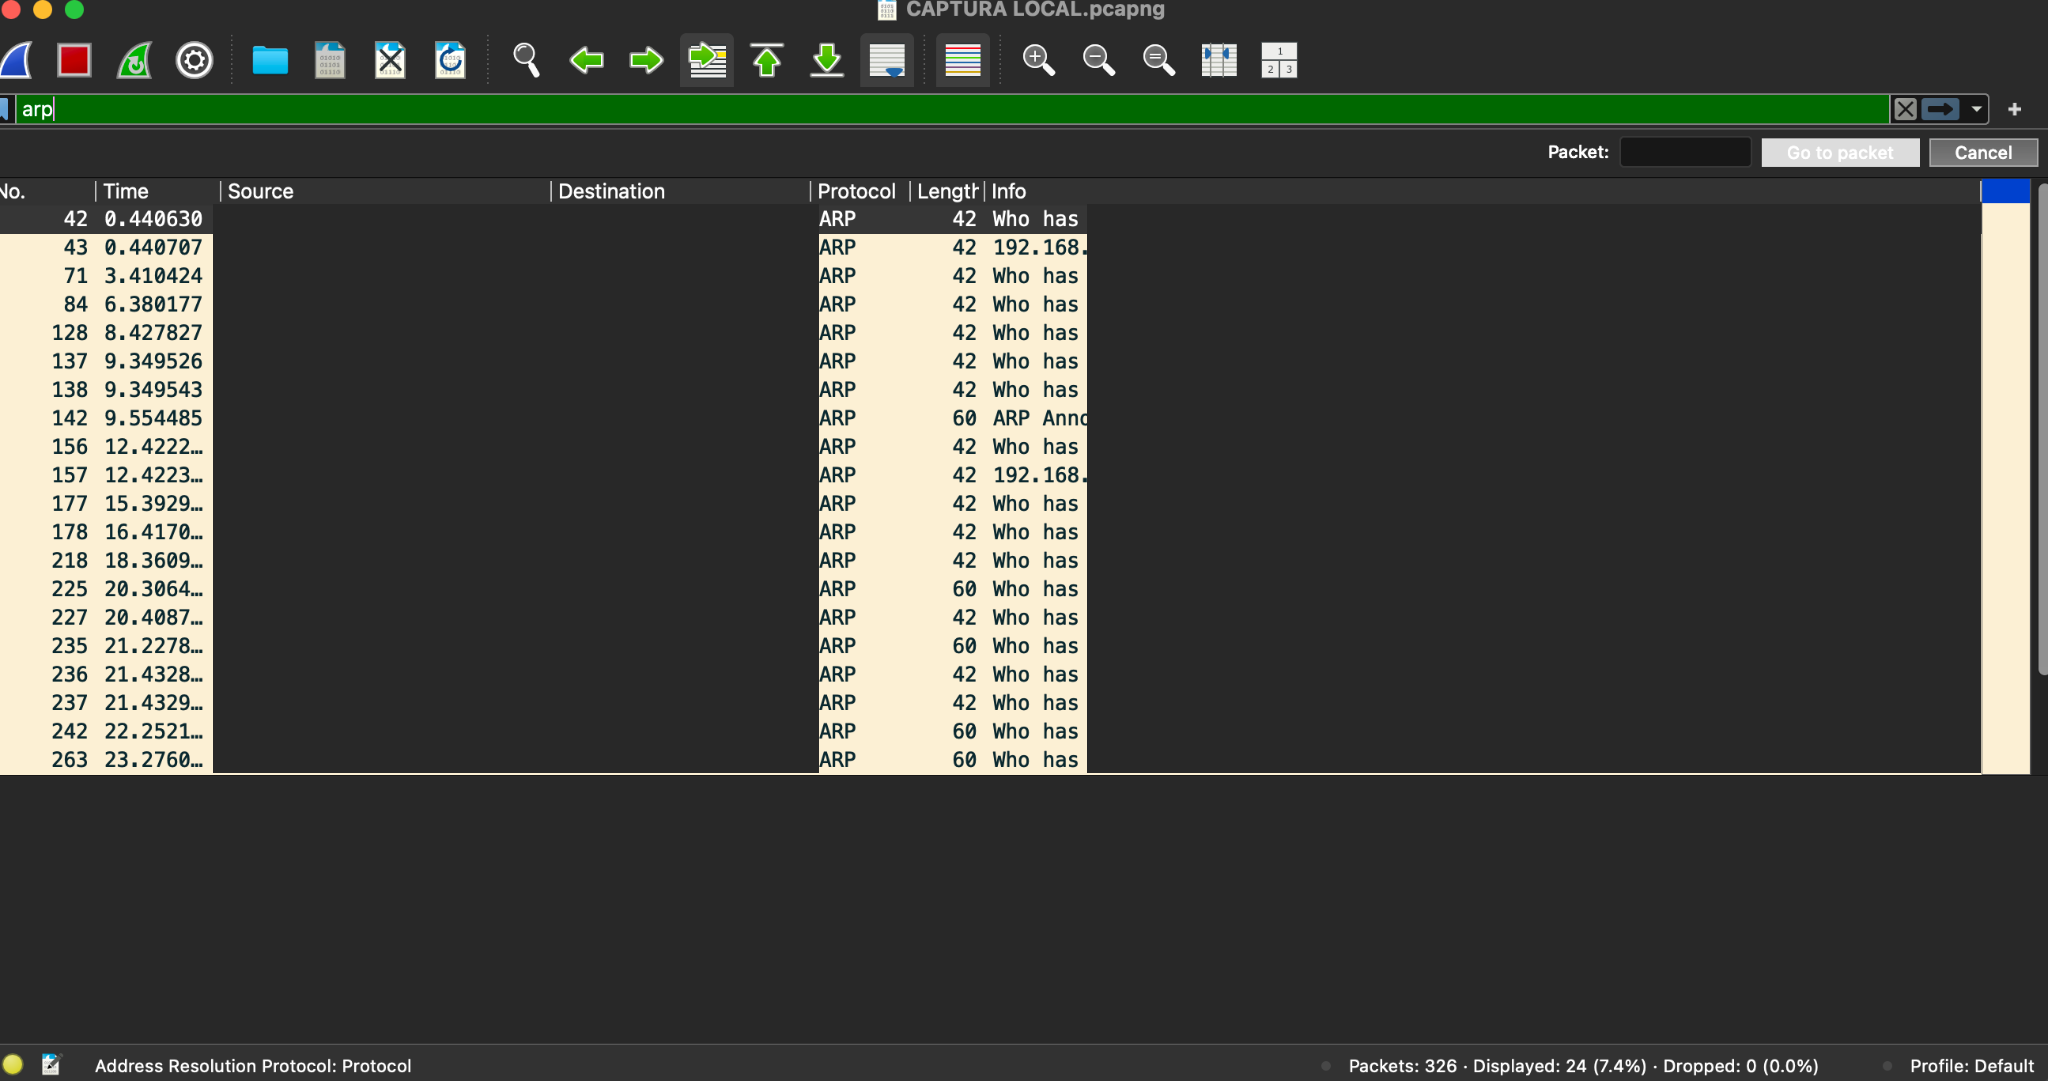 CAPTURA LOCAL.pcapng
arp
Packet: Go to packet Cancel
No. Time Source Destination Protocol Length Info
42 0.440630 ARP 42 Who has
43 0.440707 ARP 42 192.168.
71 3.410424 ARP 42 Who has
84 6.380177 ARP 42 Who has
128 8.427827 ARP 42 Who has
137 9.349526 ARP 42 Who has
138 9.349543 ARP 42 Who has
142 9.554485 ARP 60 ARP Anno
156 12.4222… ARP 42 Who has
157 12.4223… ARP 42 192.168.
177 15.3929… ARP 42 Who has
178 16.4170… ARP 42 Who has
218 18.3609… ARP 42 Who has
225 20.3064… ARP 60 Who has
227 20.4087… ARP 42 Who has
235 21.2278… ARP 60 Who has
236 21.4328… ARP 42 Who has
237 21.4329… ARP 42 Who has
242 22.2521… ARP 60 Who has
263 23.2760… ARP 60 Who has
Address Resolution Protocol: Protocol Packets: 326 · Displayed: 24 (7.4%) · Dropped: 0 (0.0%) Profile: Default